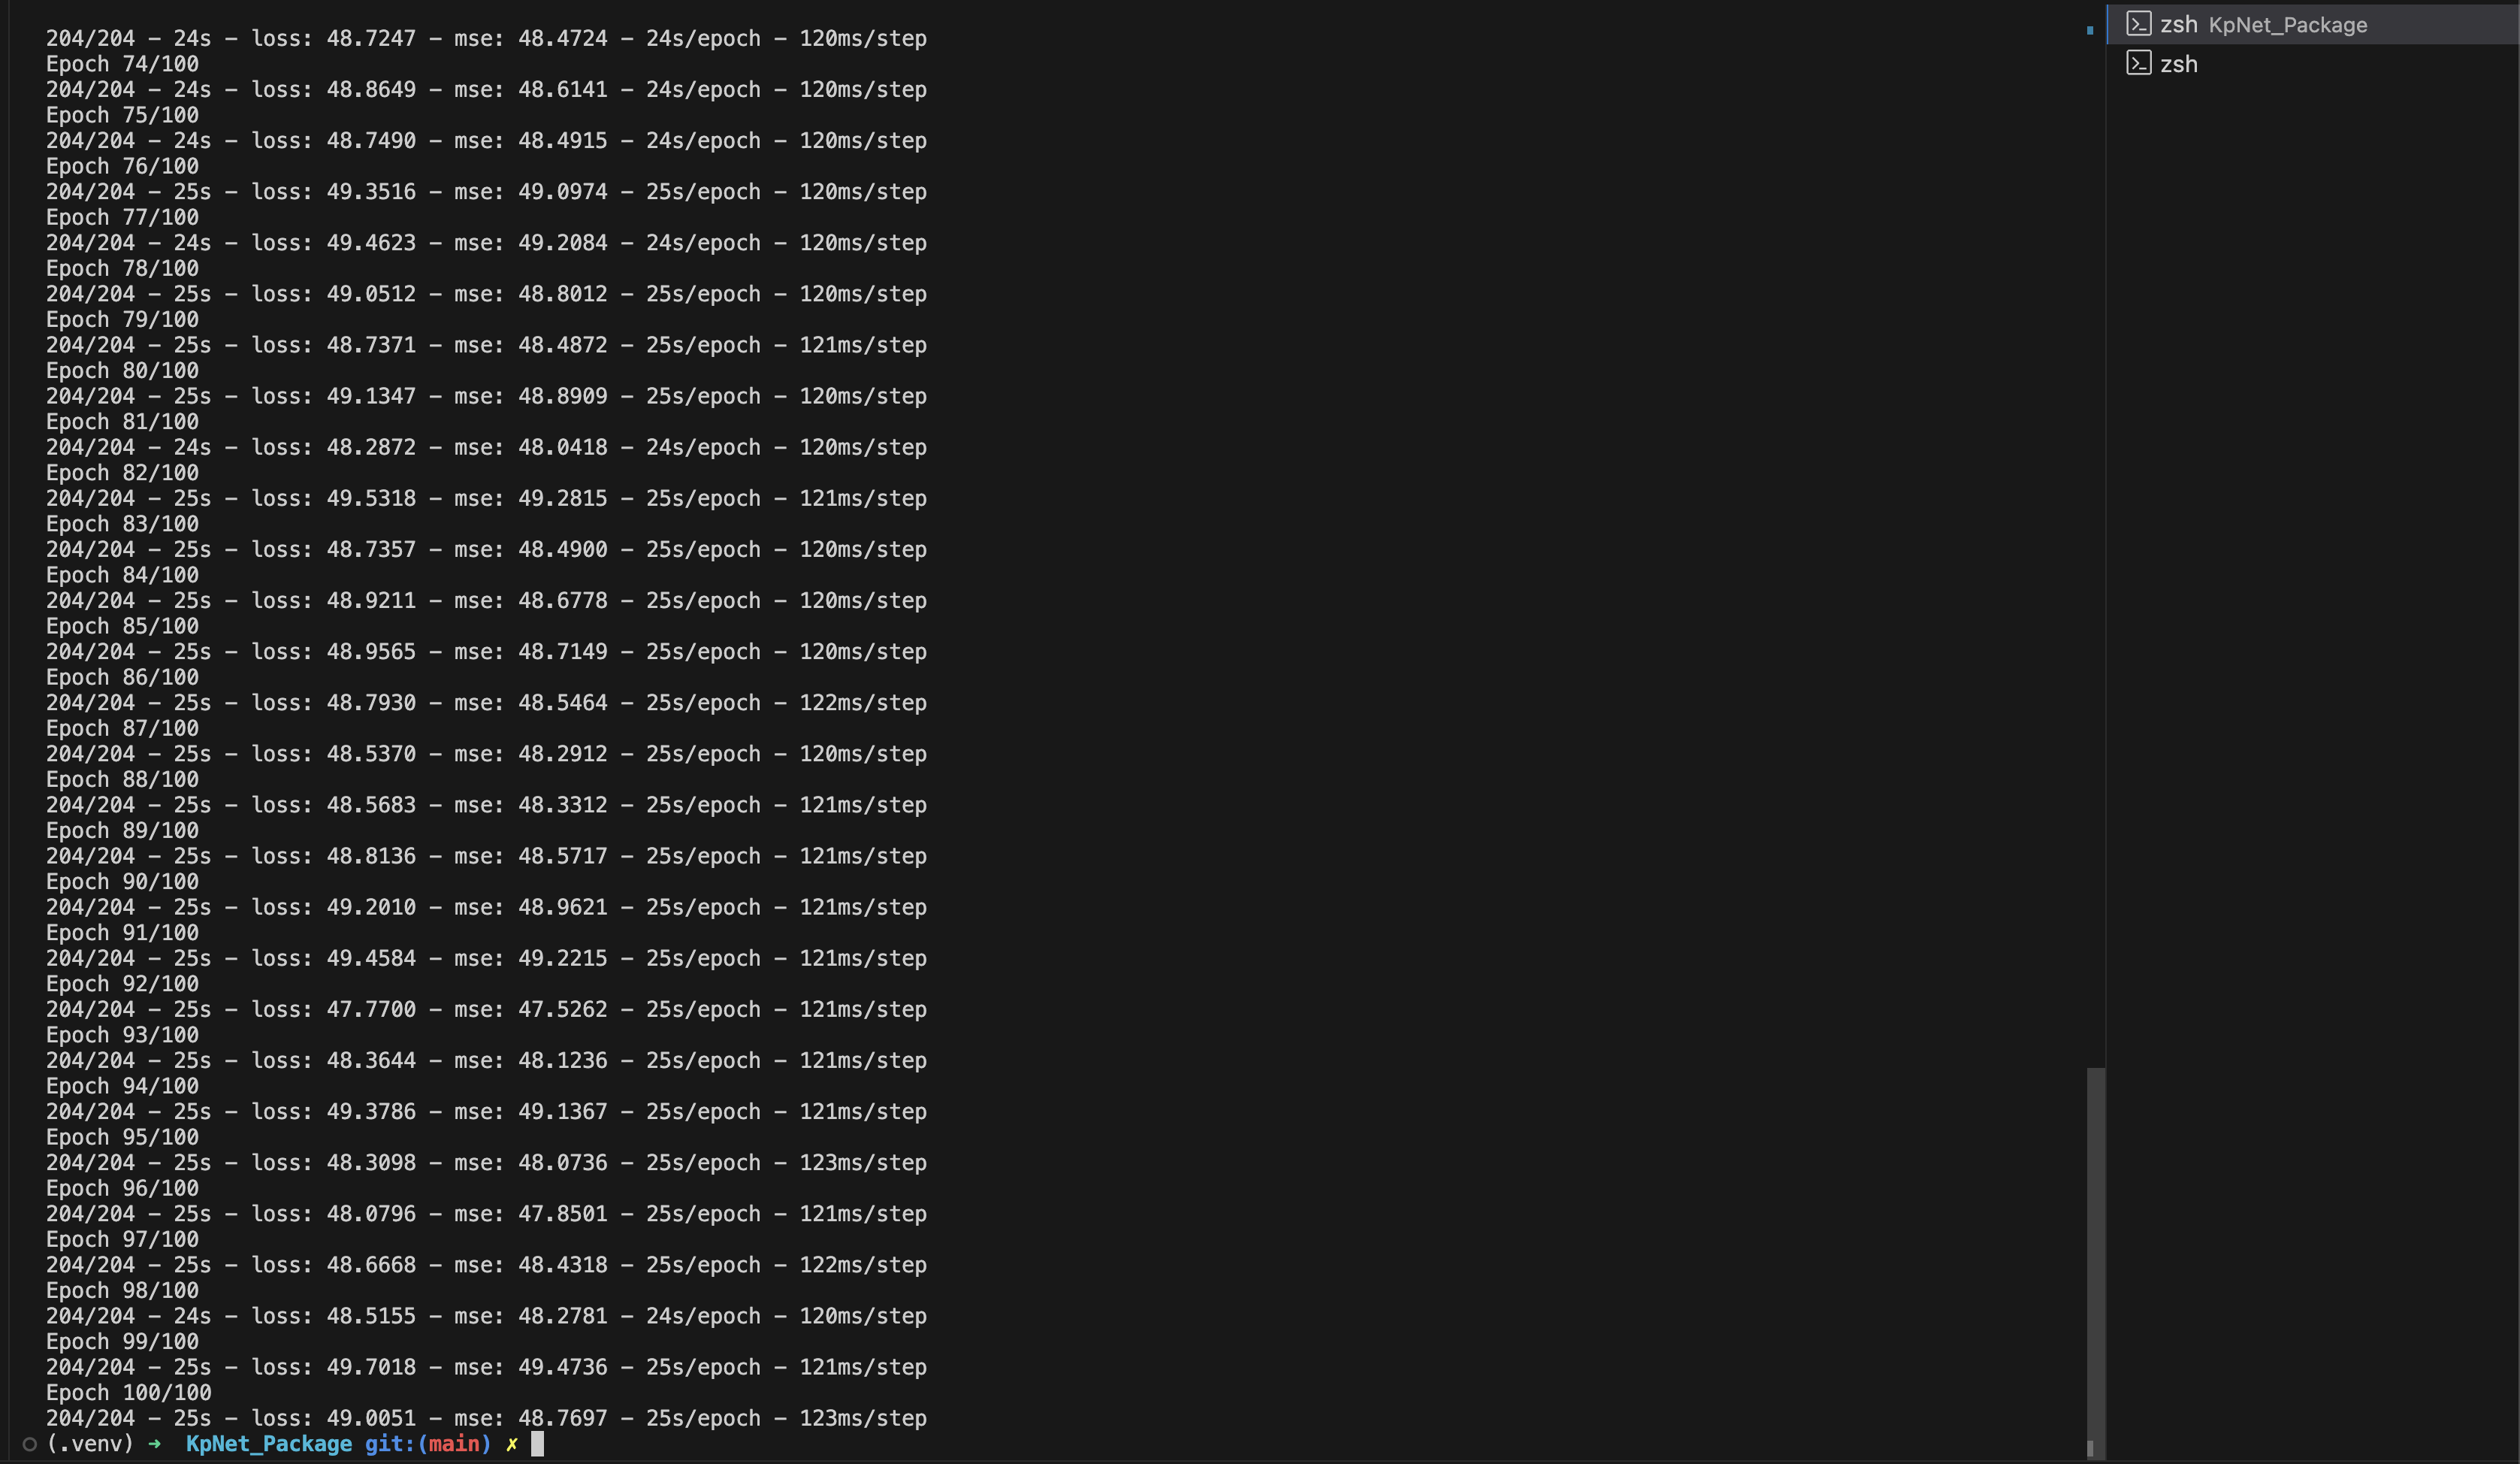 204/204 - 24s - loss: 48.7247 - mse: 48.4724 - 24s/epoch - 120ms/step
Epoch 74/100
204/204 - 24s - loss: 48.8649 - mse: 48.6141 - 24s/epoch - 120ms/step
Epoch 75/100
204/204 - 24s - loss: 48.7490 - mse: 48.4915 - 24s/epoch - 120ms/step
Epoch 76/100
204/204 - 25s - loss: 49.3516 - mse: 49.0974 - 25s/epoch - 120ms/step
Epoch 77/100
204/204 - 24s - loss: 49.4623 - mse: 49.2084 - 24s/epoch - 120ms/step
Epoch 78/100
204/204 - 25s - loss: 49.0512 - mse: 48.8012 - 25s/epoch - 120ms/step
Epoch 79/100
204/204 - 25s - loss: 48.7371 - mse: 48.4872 - 25s/epoch - 121ms/step
Epoch 80/100
204/204 - 25s - loss: 49.1347 - mse: 48.8909 - 25s/epoch - 120ms/step
Epoch 81/100
204/204 - 24s - loss: 48.2872 - mse: 48.0418 - 24s/epoch - 120ms/step
Epoch 82/100
204/204 - 25s - loss: 49.5318 - mse: 49.2815 - 25s/epoch - 121ms/step
Epoch 83/100
204/204 - 25s - loss: 48.7357 - mse: 48.4900 - 25s/epoch - 120ms/step
Epoch 84/100
204/204 - 25s - loss: 48.9211 - mse: 48.6778 - 25s/epoch - 120ms/step
Epoch 85/100
204/204 - 25s - loss: 48.9565 - mse: 48.7149 - 25s/epoch - 120ms/step
Epoch 86/100
204/204 - 25s - loss: 48.7930 - mse: 48.5464 - 25s/epoch - 122ms/step
Epoch 87/100
204/204 - 25s - loss: 48.5370 - mse: 48.2912 - 25s/epoch - 120ms/step
Epoch 88/100
204/204 - 25s - loss: 48.5683 - mse: 48.3312 - 25s/epoch - 121ms/step
Epoch 89/100
204/204 - 25s - loss: 48.8136 - mse: 48.5717 - 25s/epoch - 121ms/step
Epoch 90/100
204/204 - 25s - loss: 49.2010 - mse: 48.9621 - 25s/epoch - 121ms/step
Epoch 91/100
204/204 - 25s - loss: 49.4584 - mse: 49.2215 - 25s/epoch - 121ms/step
Epoch 92/100
204/204 - 25s - loss: 47.7700 - mse: 47.5262 - 25s/epoch - 121ms/step
Epoch 93/100
204/204 - 25s - loss: 48.3644 - mse: 48.1236 - 25s/epoch - 121ms/step
Epoch 94/100
204/204 - 25s - loss: 49.3786 - mse: 49.1367 - 25s/epoch - 121ms/step
Epoch 95/100
204/204 - 25s - loss: 48.3098 - mse: 48.0736 - 25s/epoch - 123ms/step
Epoch 96/100
204/204 - 25s - loss: 48.0796 - mse: 47.8501 - 25s/epoch - 121ms/step
Epoch 97/100
204/204 - 25s - loss: 48.6668 - mse: 48.4318 - 25s/epoch - 122ms/step
Epoch 98/100
204/204 - 24s - loss: 48.5155 - mse: 48.2781 - 24s/epoch - 120ms/step
Epoch 99/100
204/204 - 25s - loss: 49.7018 - mse: 49.4736 - 25s/epoch - 121ms/step
Epoch 100/100
204/204 - 25s - loss: 49.0051 - mse: 48.7697 - 25s/epoch - 123ms/step
(.venv) → KpNet_Package git:(main) ✗
zsh KpNet_Package
zsh